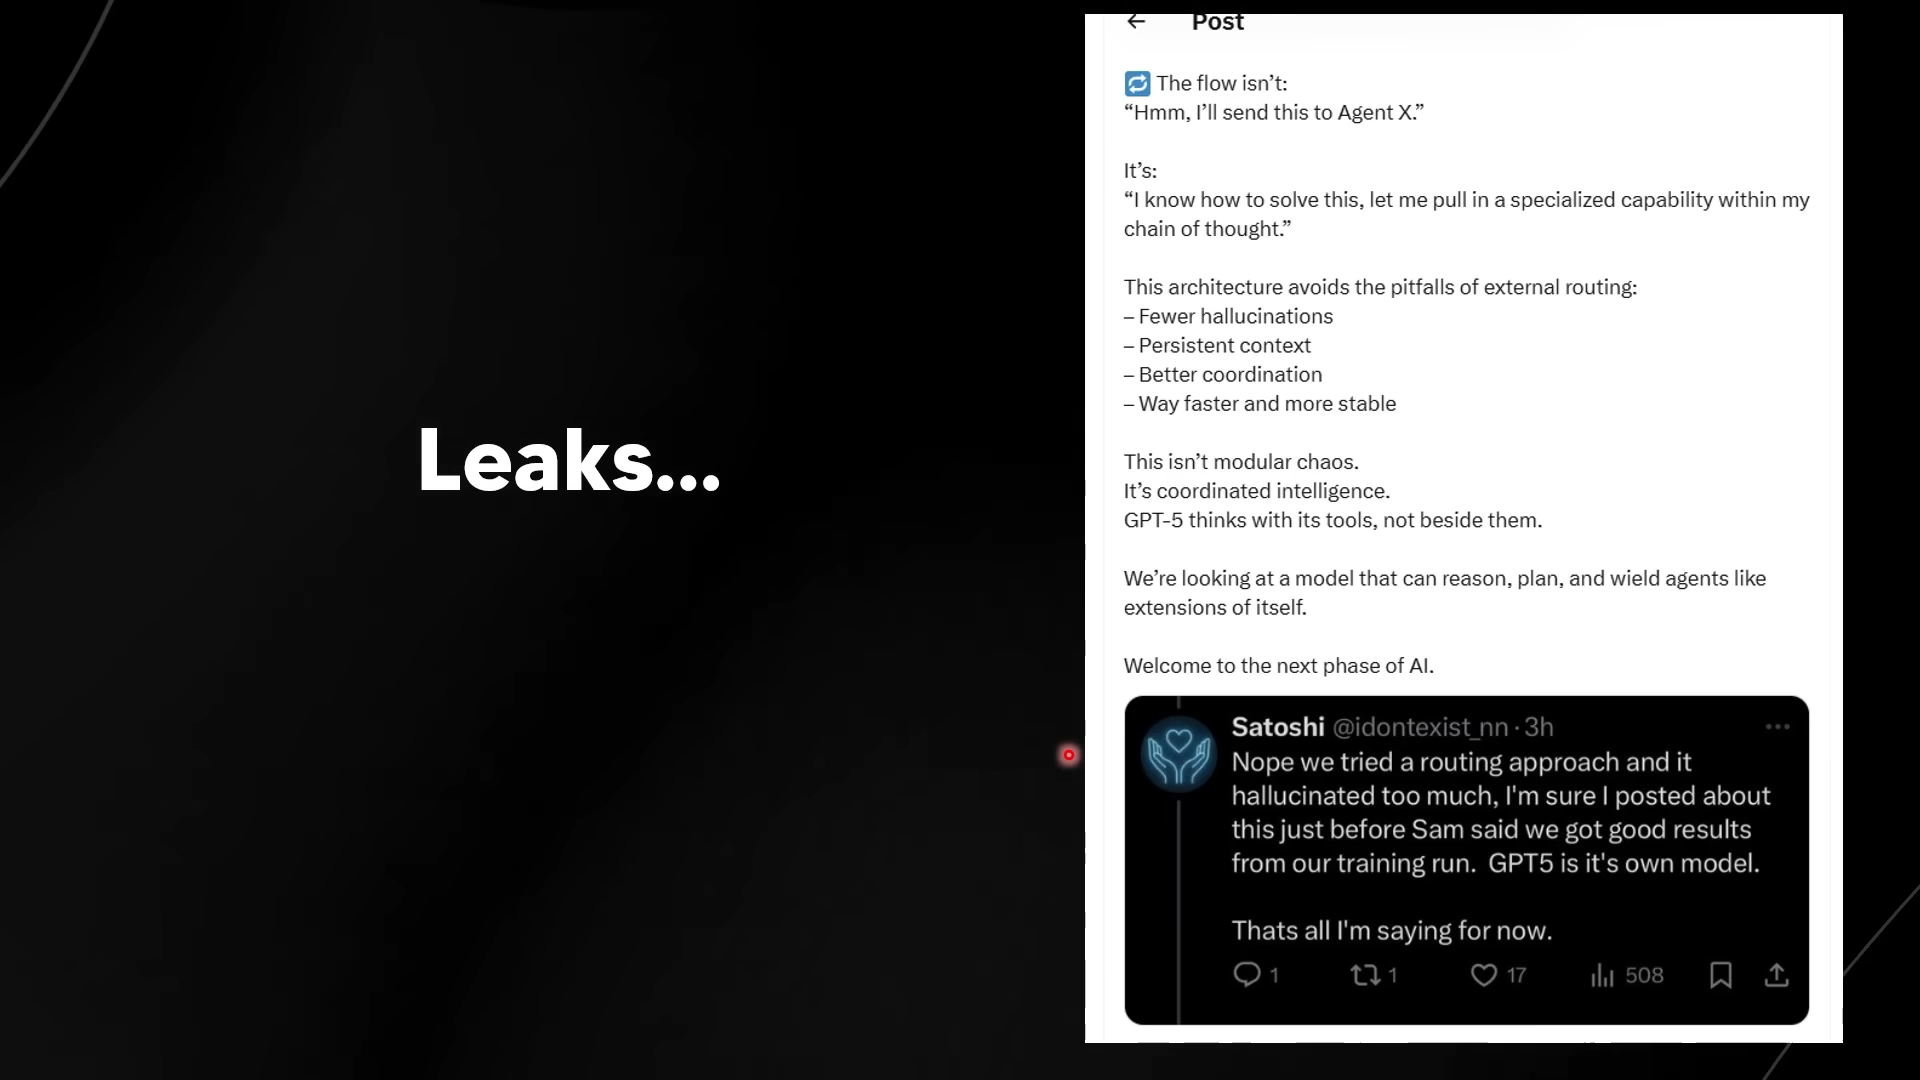 Leaks...
Post
The flow isn’t:
“Hmm, I’ll send this to Agent X.”
It’s:
“I know how to solve this, let me pull in a specialized capability within my
chain of thought.”
This architecture avoids the pitfalls of external routing:
– Fewer hallucinations
– Persistent context
– Better coordination
– Way faster and more stable
This isn’t modular chaos.
It’s coordinated intelligence.
GPT-5 thinks with its tools, not beside them.
We’re looking at a model that can reason, plan, and wield agents like
extensions of itself.
Welcome to the next phase of AI.
Satoshi @idontexist_nn · 3h
Nope we tried a routing approach and it
hallucinated too much, I'm sure I posted about
this just before Sam said we got good results
from our training run. GPT5 is it's own model.
Thats all I'm saying for now.
1 1 17 508